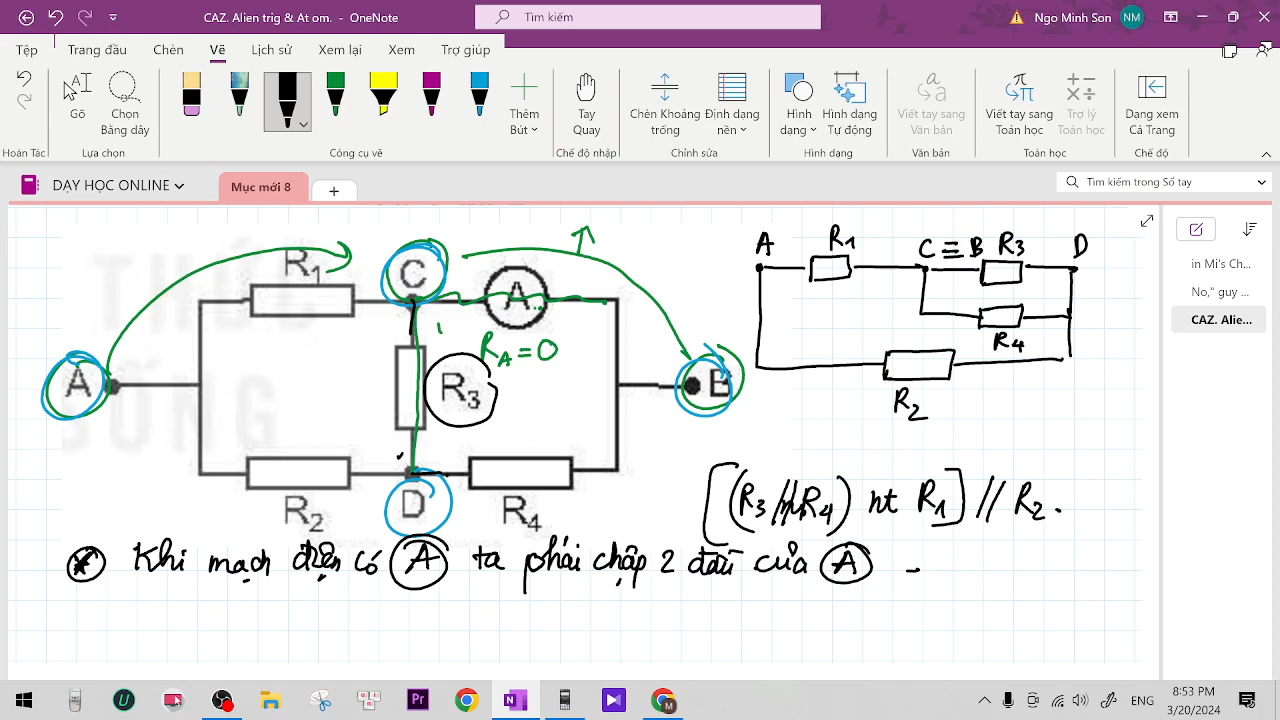 CAZ. Alien... - OneNote
Tìm kiếm
Ngo Minh Son
NM
Tệp Trang đầu Chèn Vẽ Lịch sử Xem lại Xem Trợ giúp
Gõ
Chọn Bằng dây
Thêm Bút
Tay Quay
Chèn Khoảng trống
Định dạng nền
Hình dạng
Hình dạng Tự động
Viết tay sang Văn bản
Viết tay sang Toán học
Trợ lý Toán học
Dạng xem Cả Trang
Hoàn Tác Lựa chọn Công cụ vẽ Chế độ nhập Chỉnh sửa Hình dạng Văn bản Toán học Chế độ
DẠY HỌC ONLINE
Mục mới 8
+
Tìm kiếm trong Sổ tay
in Mi's Ch...
No," guy ...
CAZ. Alie...
R1 C A
RA = 0
A R3 B
R2 D R4
A R1 C ≡ B R3 D
R4
R2
[(R3 // R4) nt R1] // R2.
* Khi mạch điện có A ta phải chập 2 đầu của A
Pr
N
M
ENG
8:53 PM
3/20/2024